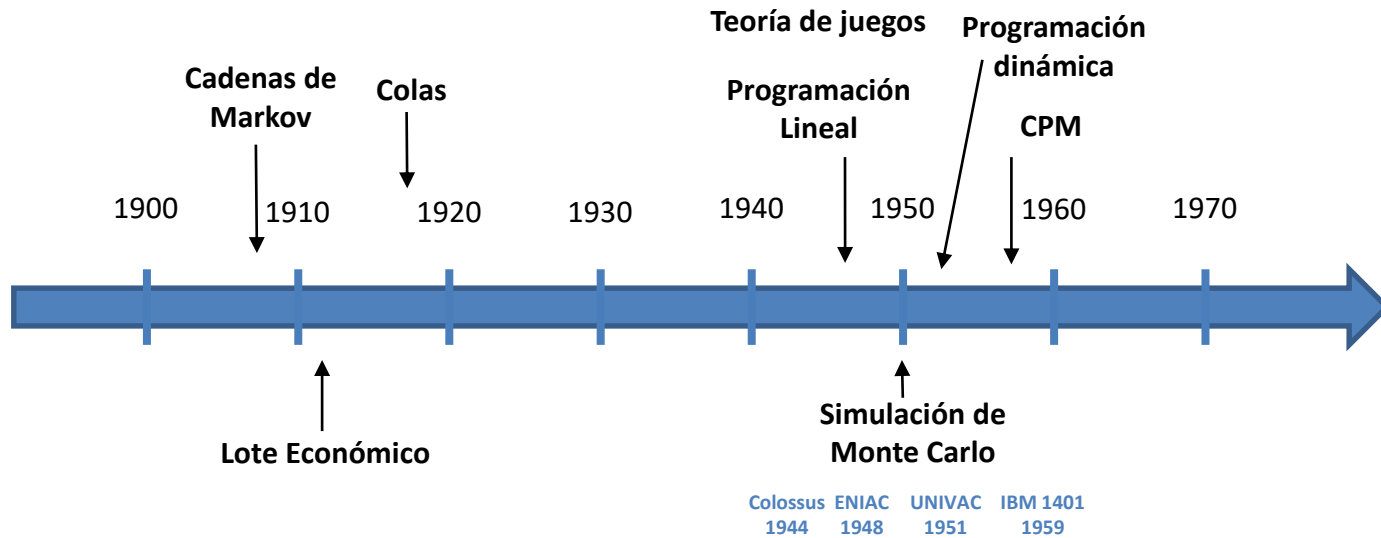 Teoría de juegos
Programación
dinámica
Cadenas de
Markov
Colas
Programación
Lineal
CPM
1900
1910
1920
1930
1940
1950
1960
1970
Lote Económico
Simulación de
Monte Carlo
Colossus ENIAC UNIVAC IBM 1401
1944 1948 1951 1959